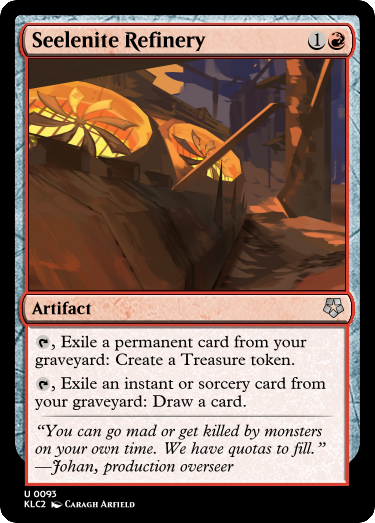 Seelenite Refinery 1
Artifact
, Exile a permanent card from your
graveyard: Create a Treasure token.
, Exile an instant or sorcery card from
your graveyard: Draw a card.
“You can go mad or get killed by monsters
on your own time. We have quotas to fill.”
—Johan, production overseer
U 0093
KLC2 Caragh Arfield